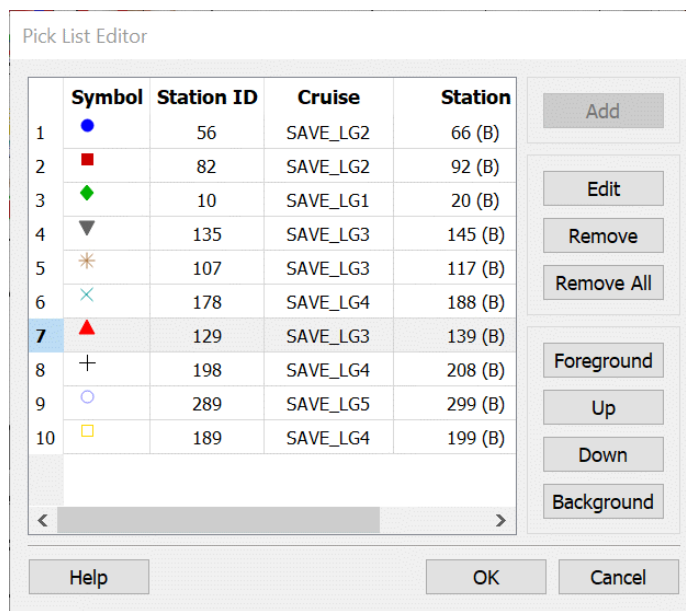 Pick List Editor
Symbol Station ID Cruise Station
1 56 SAVE_LG2 66 (B)
2 82 SAVE_LG2 92 (B)
3 10 SAVE_LG1 20 (B)
4 135 SAVE_LG3 145 (B)
5 107 SAVE_LG3 117 (B)
6 178 SAVE_LG4 188 (B)
7 129 SAVE_LG3 139 (B)
8 198 SAVE_LG4 208 (B)
9 289 SAVE_LG5 299 (B)
10 189 SAVE_LG4 199 (B)
Add
Edit
Remove
Remove All
Foreground
Up
Down
Background
Help OK Cancel